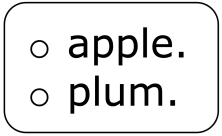 ○ apple.
○ plum.